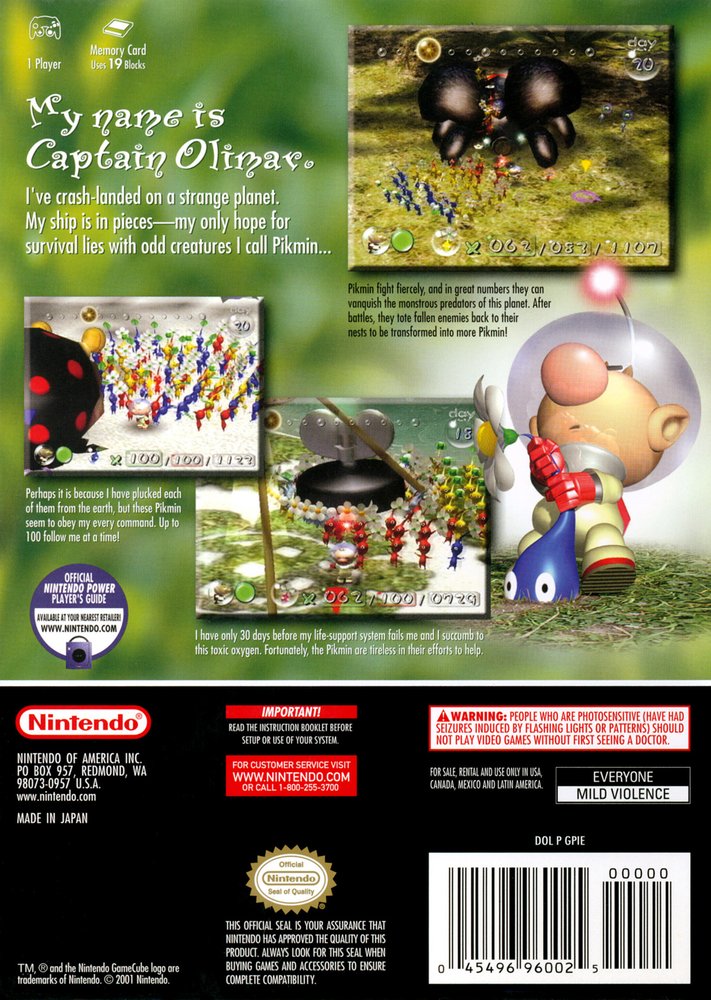 1 Player
Memory Card
Uses 19 Blocks
My name is
Captain Olimar.
I've crash-landed on a strange planet.
My ship is in pieces—my only hope for
survival lies with odd creatures I call Pikmin...
day
20
x 062/083/1107
Pikmin fight fiercely, and in great numbers they can
vanquish the monstrous predators of this planet. After
battles, they tote fallen enemies back to their
nests to be transformed into more Pikmin!
day
20
x 100/100/1122
Perhaps it is because I have plucked each
of them from the earth, but these Pikmin
seem to obey my every command. Up to
100 follow me at a time!
day
18
x 062/100/0729
I have only 30 days before my life-support system fails me and I succumb to
this toxic oxygen. Fortunately, the Pikmin are tireless in their efforts to help.
OFFICIAL
NINTENDO POWER
PLAYER'S GUIDE
AVAILABLE AT YOUR NEAREST RETAILER!
WWW.NINTENDO.COM
Nintendo®
NINTENDO OF AMERICA INC.
PO BOX 957, REDMOND, WA
98073-0957 U.S.A.
www.nintendo.com
MADE IN JAPAN
IMPORTANT!
READ THE INSTRUCTION BOOKLET BEFORE
SETUP OR USE OF YOUR SYSTEM.
FOR CUSTOMER SERVICE VISIT
WWW.NINTENDO.COM
OR CALL 1-800-255-3700
WARNING: PEOPLE WHO ARE PHOTOSENSITIVE (HAVE HAD
SEIZURES INDUCED BY FLASHING LIGHTS OR PATTERNS) SHOULD
NOT PLAY VIDEO GAMES WITHOUT FIRST SEEING A DOCTOR.
FOR SALE, RENTAL AND USE ONLY IN USA,
CANADA, MEXICO AND LATIN AMERICA.
EVERYONE
MILD VIOLENCE
DOL P GPIE
Official
Nintendo
Seal of Quality
THIS OFFICIAL SEAL IS YOUR ASSURANCE THAT
NINTENDO HAS APPROVED THE QUALITY OF THIS
PRODUCT. ALWAYS LOOK FOR THIS SEAL WHEN
BUYING GAMES AND ACCESSORIES TO ENSURE
COMPLETE COMPATIBILITY.
00000
0 45496 96002 5
TM, ® and the Nintendo GameCube logo are
trademarks of Nintendo. © 2001 Nintendo.